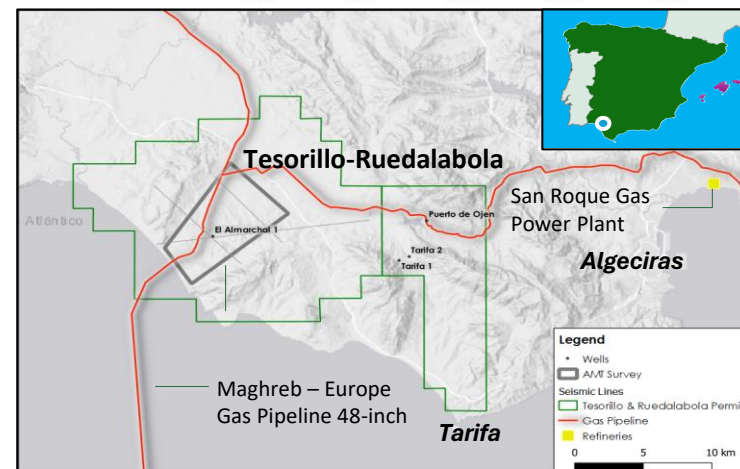 Tesorillo-Ruedalabola
San Roque Gas
Power Plant
Atlántico
El Almarchal 1
Puerto de Ojen
Tarifa 2
Tarifa 1
Algeciras
Maghreb – Europe
Gas Pipeline 48-inch
Tarifa
Legend
Wells
AMT Survey
Seismic Lines
Tesorillo & Ruedalabola Permi
Gas Pipeline
Refineries
0 5 10 km